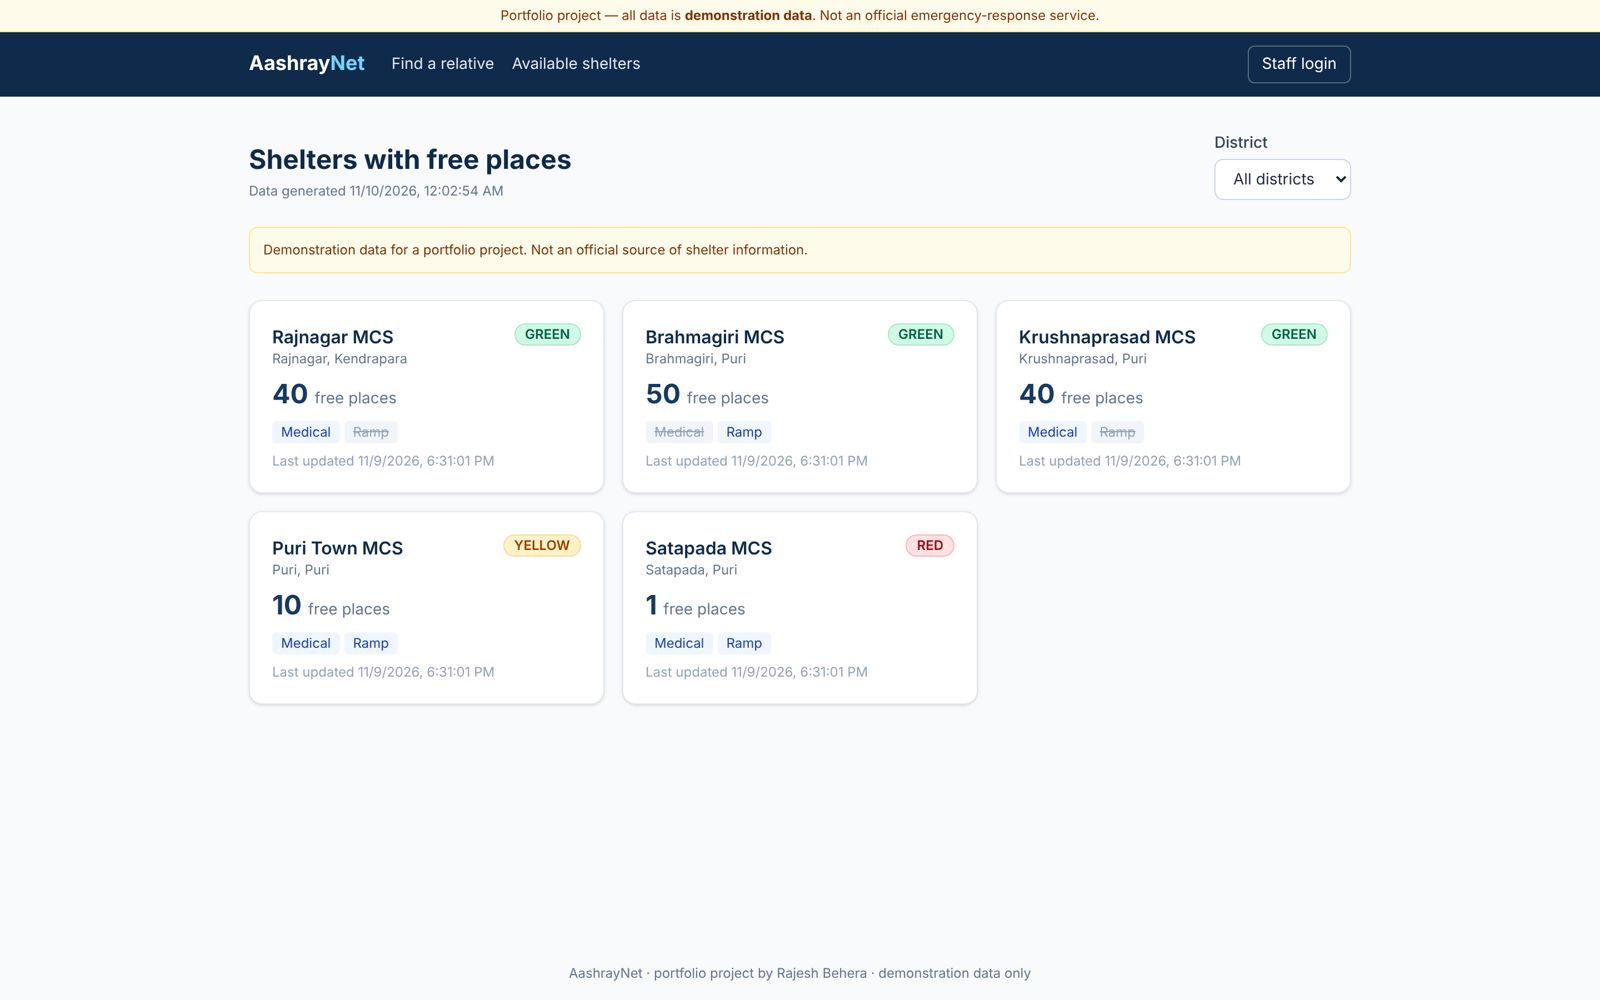 Portfolio project — all data is demonstration data. Not an official emergency-response service.
AashrayNet
Find a relative
Available shelters
Staff login
Shelters with free places
Data generated 11/10/2026, 12:02:54 AM
District
All districts
Demonstration data for a portfolio project. Not an official source of shelter information.
Rajnagar MCS
GREEN
Rajnagar, Kendrapara
40 free places
Medical
Ramp
Last updated 11/9/2026, 6:31:01 PM
Brahmagiri MCS
GREEN
Brahmagiri, Puri
50 free places
Medical
Ramp
Last updated 11/9/2026, 6:31:01 PM
Krushnaprasad MCS
GREEN
Krushnaprasad, Puri
40 free places
Medical
Ramp
Last updated 11/9/2026, 6:31:01 PM
Puri Town MCS
YELLOW
Puri, Puri
10 free places
Medical
Ramp
Last updated 11/9/2026, 6:31:01 PM
Satapada MCS
RED
Satapada, Puri
1 free places
Medical
Ramp
Last updated 11/9/2026, 6:31:01 PM
AashrayNet · portfolio project by Rajesh Behera · demonstration data only